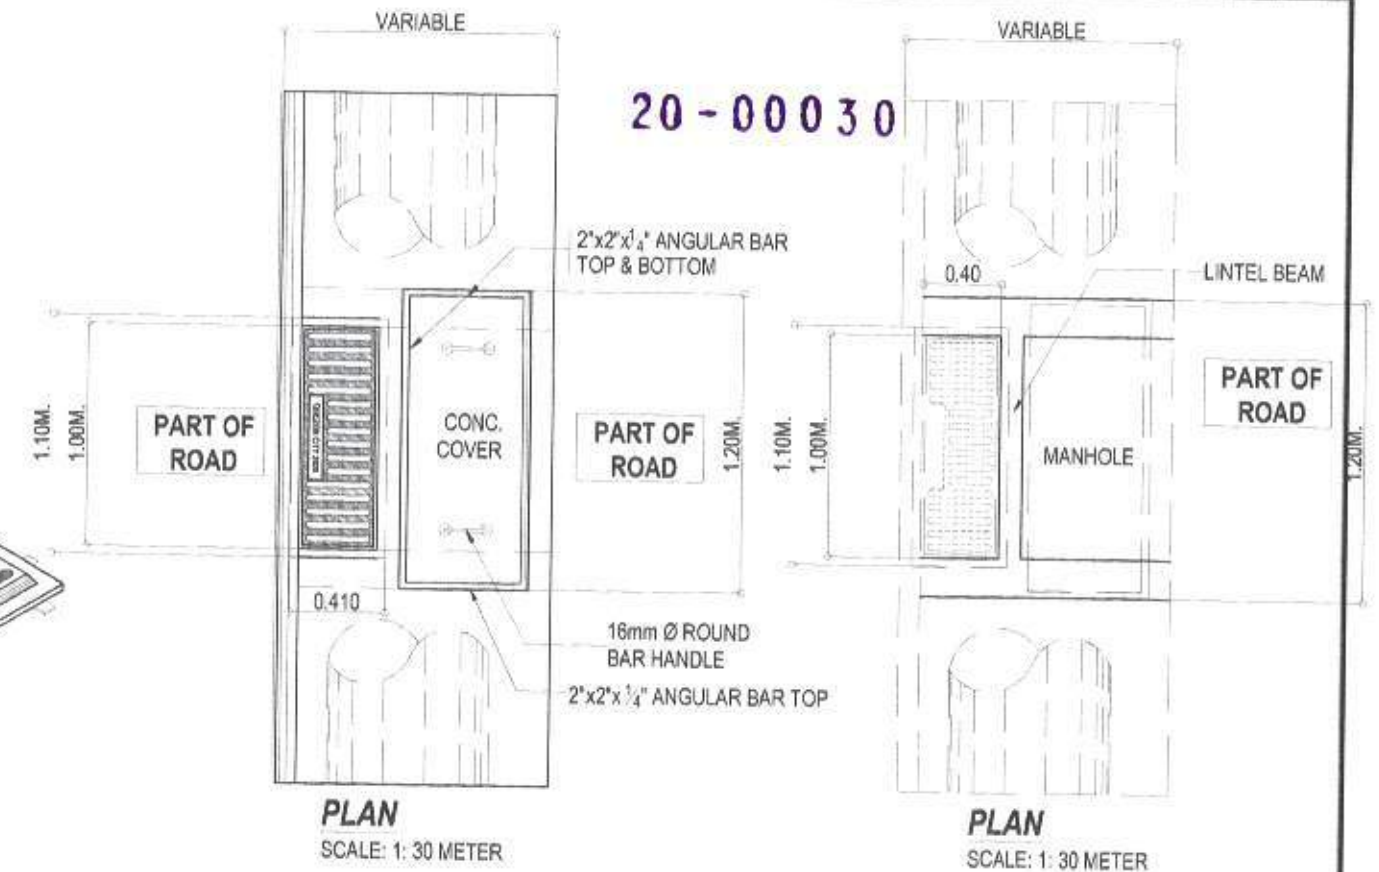 VARIABLE
VARIABLE
20-00030
2"x2"x1/4" ANGULAR BAR
TOP & BOTTOM
0.40
LINTEL BEAM
1.10M.
1.00M.
PART OF
ROAD
CONC.
COVER
PART OF
ROAD
1.20M.
1.10M.
1.00M.
MANHOLE
PART OF
ROAD
1.20M.
0.410
16mm Ø ROUND
BAR HANDLE
2"x2"x 1/4" ANGULAR BAR TOP
PLAN
SCALE: 1: 30 METER
PLAN
SCALE: 1: 30 METER